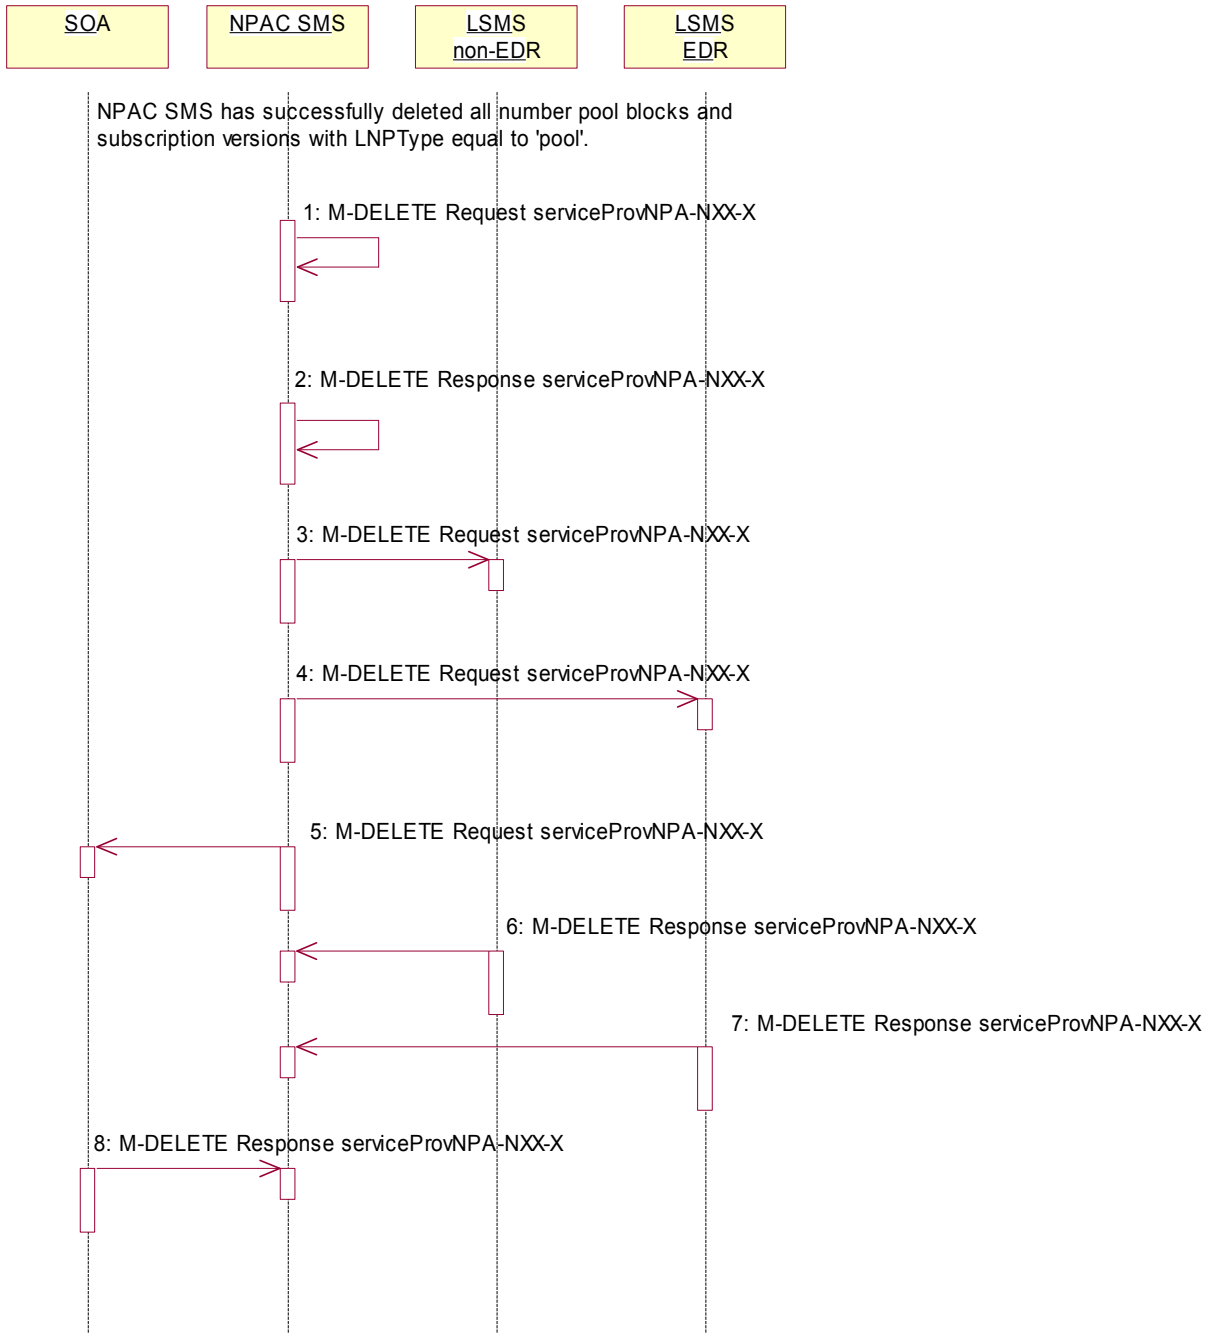 SOA
NPAC SMS
LSMS
non-EDR
LSMS
EDR
NPAC SMS has successfully deleted all number pool blocks and
subscription versions with LNPType equal to 'pool'.
1: M-DELETE Request serviceProvNPA-NXX-X
2: M-DELETE Response serviceProvNPA-NXX-X
3: M-DELETE Request serviceProvNPA-NXX-X
4: M-DELETE Request serviceProvNPA-NXX-X
5: M-DELETE Request serviceProvNPA-NXX-X
6: M-DELETE Response serviceProvNPA-NXX-X
7: M-DELETE Response serviceProvNPA-NXX-X
8: M-DELETE Response serviceProvNPA-NXX-X